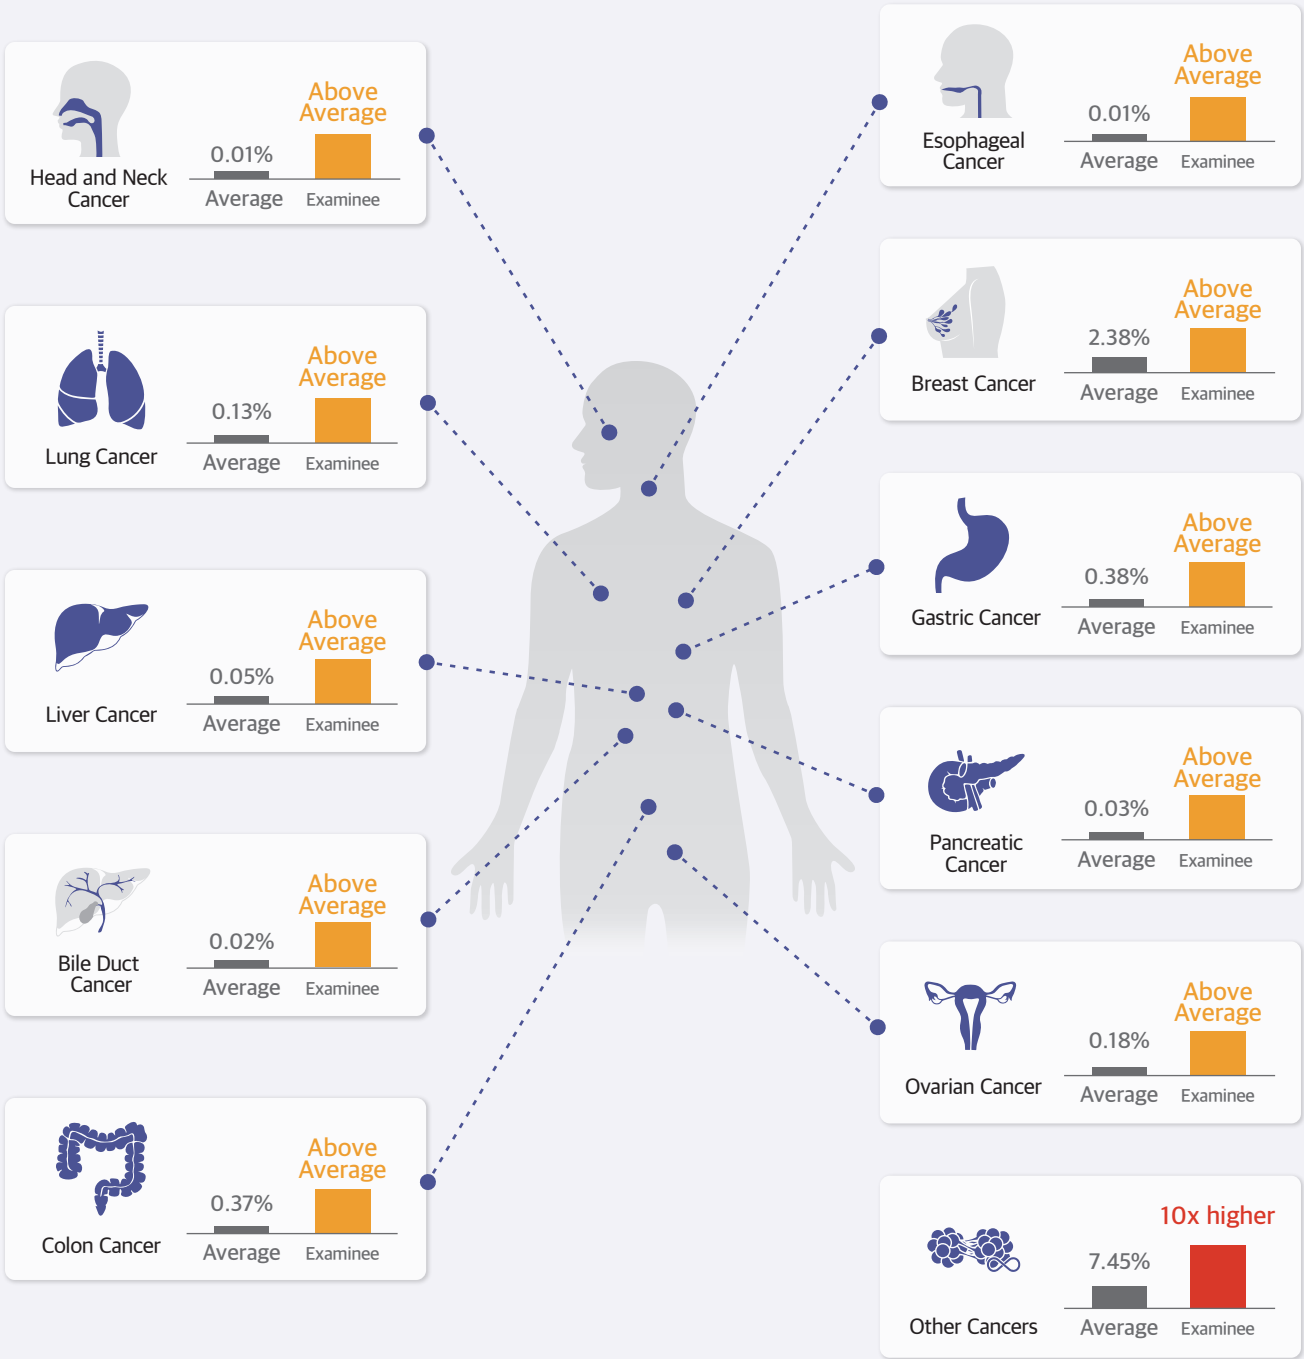 Above
Average
0.01%
Head and Neck
Cancer
Average
Examinee
Above
Average
0.13%
Lung Cancer
Average
Examinee
Above
Average
0.05%
Liver Cancer
Average
Examinee
Above
Average
0.02%
Bile Duct
Cancer
Average
Examinee
Above
Average
0.37%
Colon Cancer
Average
Examinee
Above
Average
0.01%
Esophageal
Cancer
Average
Examinee
Above
Average
2.38%
Breast Cancer
Average
Examinee
Above
Average
0.38%
Gastric Cancer
Average
Examinee
Above
Average
0.03%
Pancreatic
Cancer
Average
Examinee
Above
Average
0.18%
Ovarian Cancer
Average
Examinee
10x higher
7.45%
Other Cancers
Average
Examinee